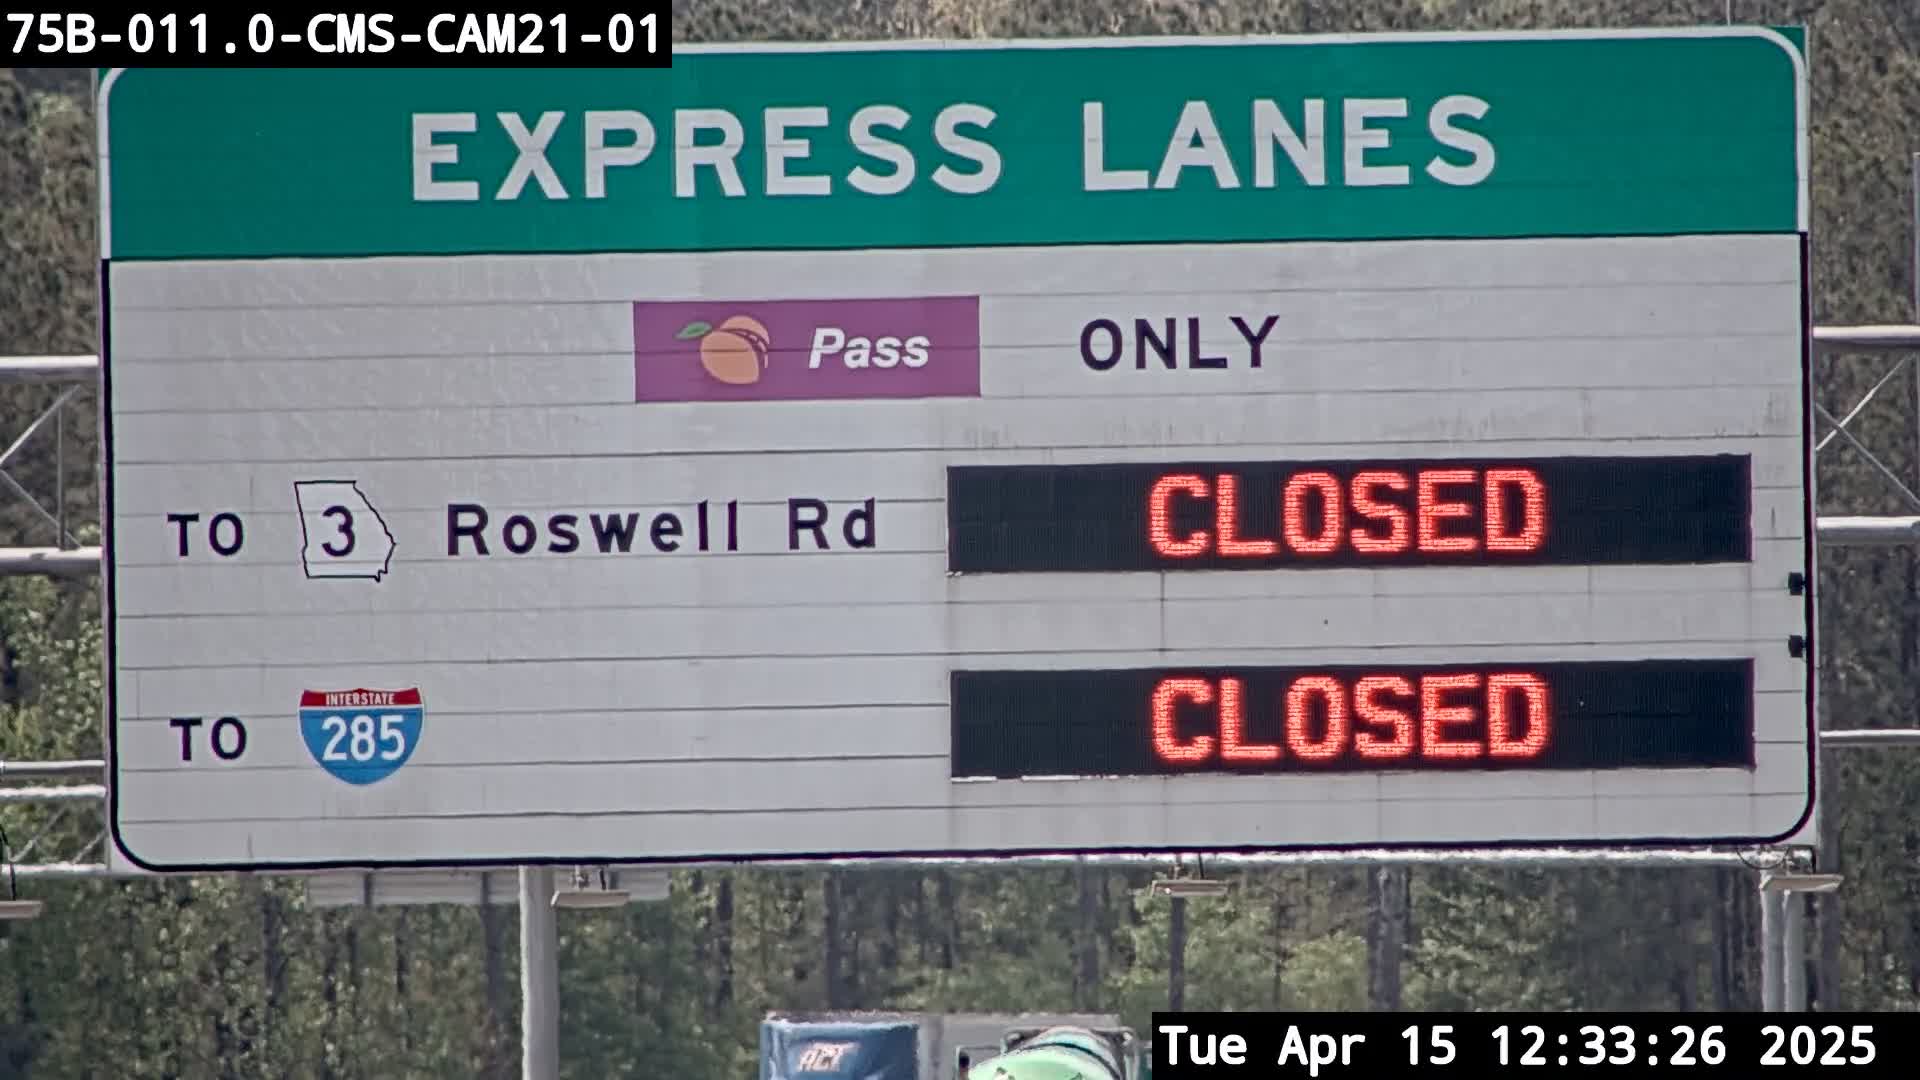 75B-011.0-CMS-CAM21-01
EXPRESS LANES
Pass ONLY
TO 3 Roswell Rd CLOSED
INTERSTATE
TO 285 CLOSED
ACT
Tue Apr 15 12:33:26 2025